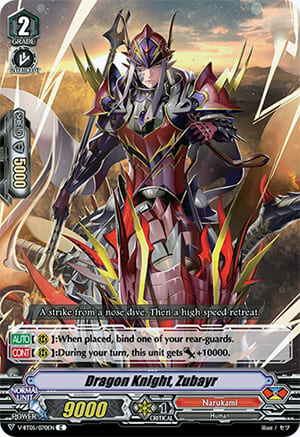 2
GRADE
INTERCEPT
5000
A strike from a nose dive. Then a high speed retreat.
AUTO : When placed, bind one of your rear-guards.
CONT : During your turn, this unit gets +10000.
Dragon Knight, Zubayr
NORMAL UNIT
Narukami
POWER 9000 1 CRITICAL
Human
V-BT05/070EN C
Illust / セツ